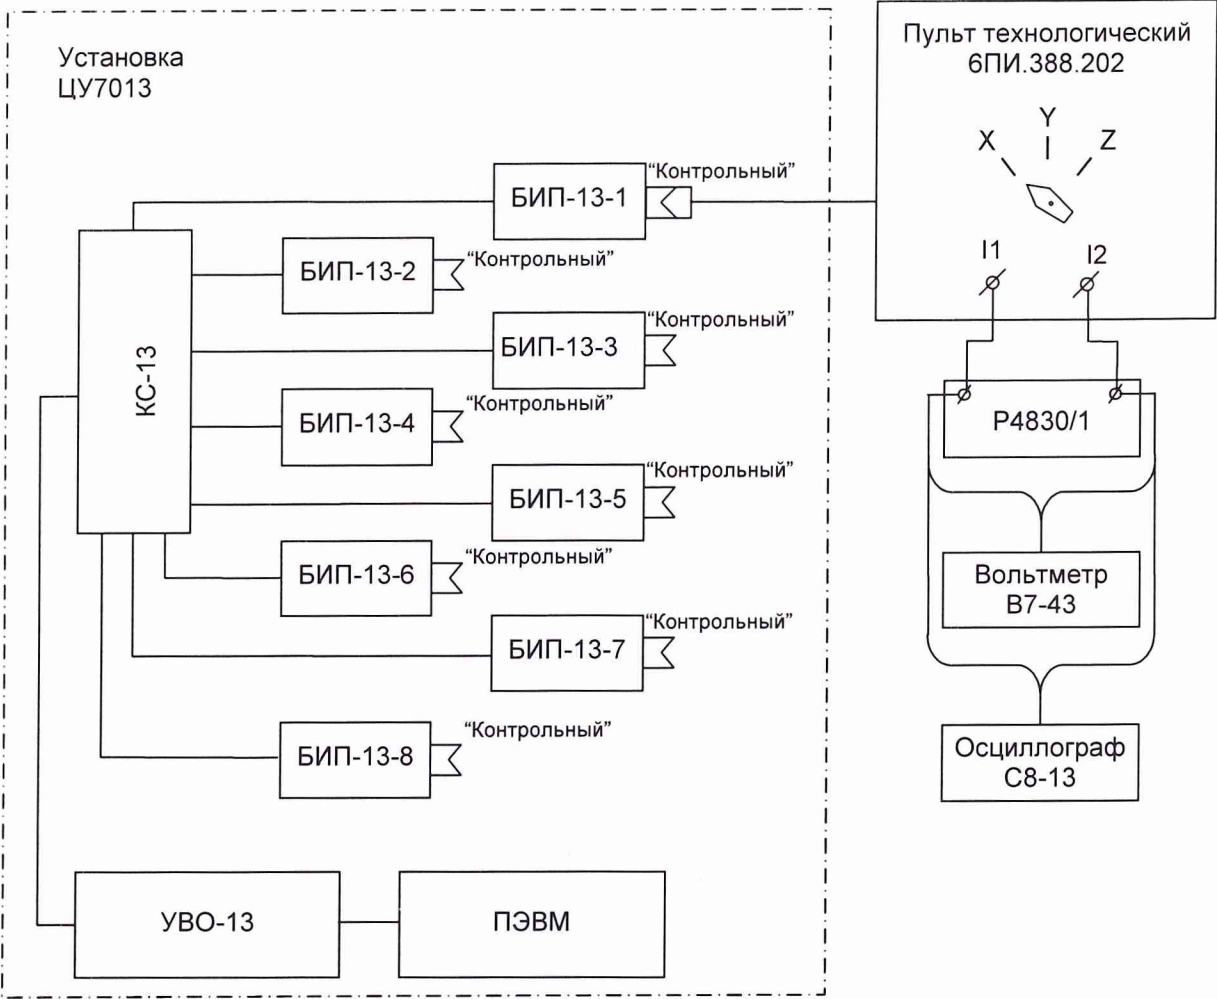 Установка
ЦУ7013
Пульт технологический
6ПИ.388.202
X
Y
Z
I1
I2
БИП-13-1
“Контрольный”
БИП-13-2
“Контрольный”
БИП-13-3
“Контрольный”
КС-13
БИП-13-4
“Контрольный”
Р4830/1
БИП-13-5
“Контрольный”
БИП-13-6
“Контрольный”
Вольтметр
В7-43
БИП-13-7
“Контрольный”
БИП-13-8
“Контрольный”
Осциллограф
С8-13
УВО-13
ПЭВМ